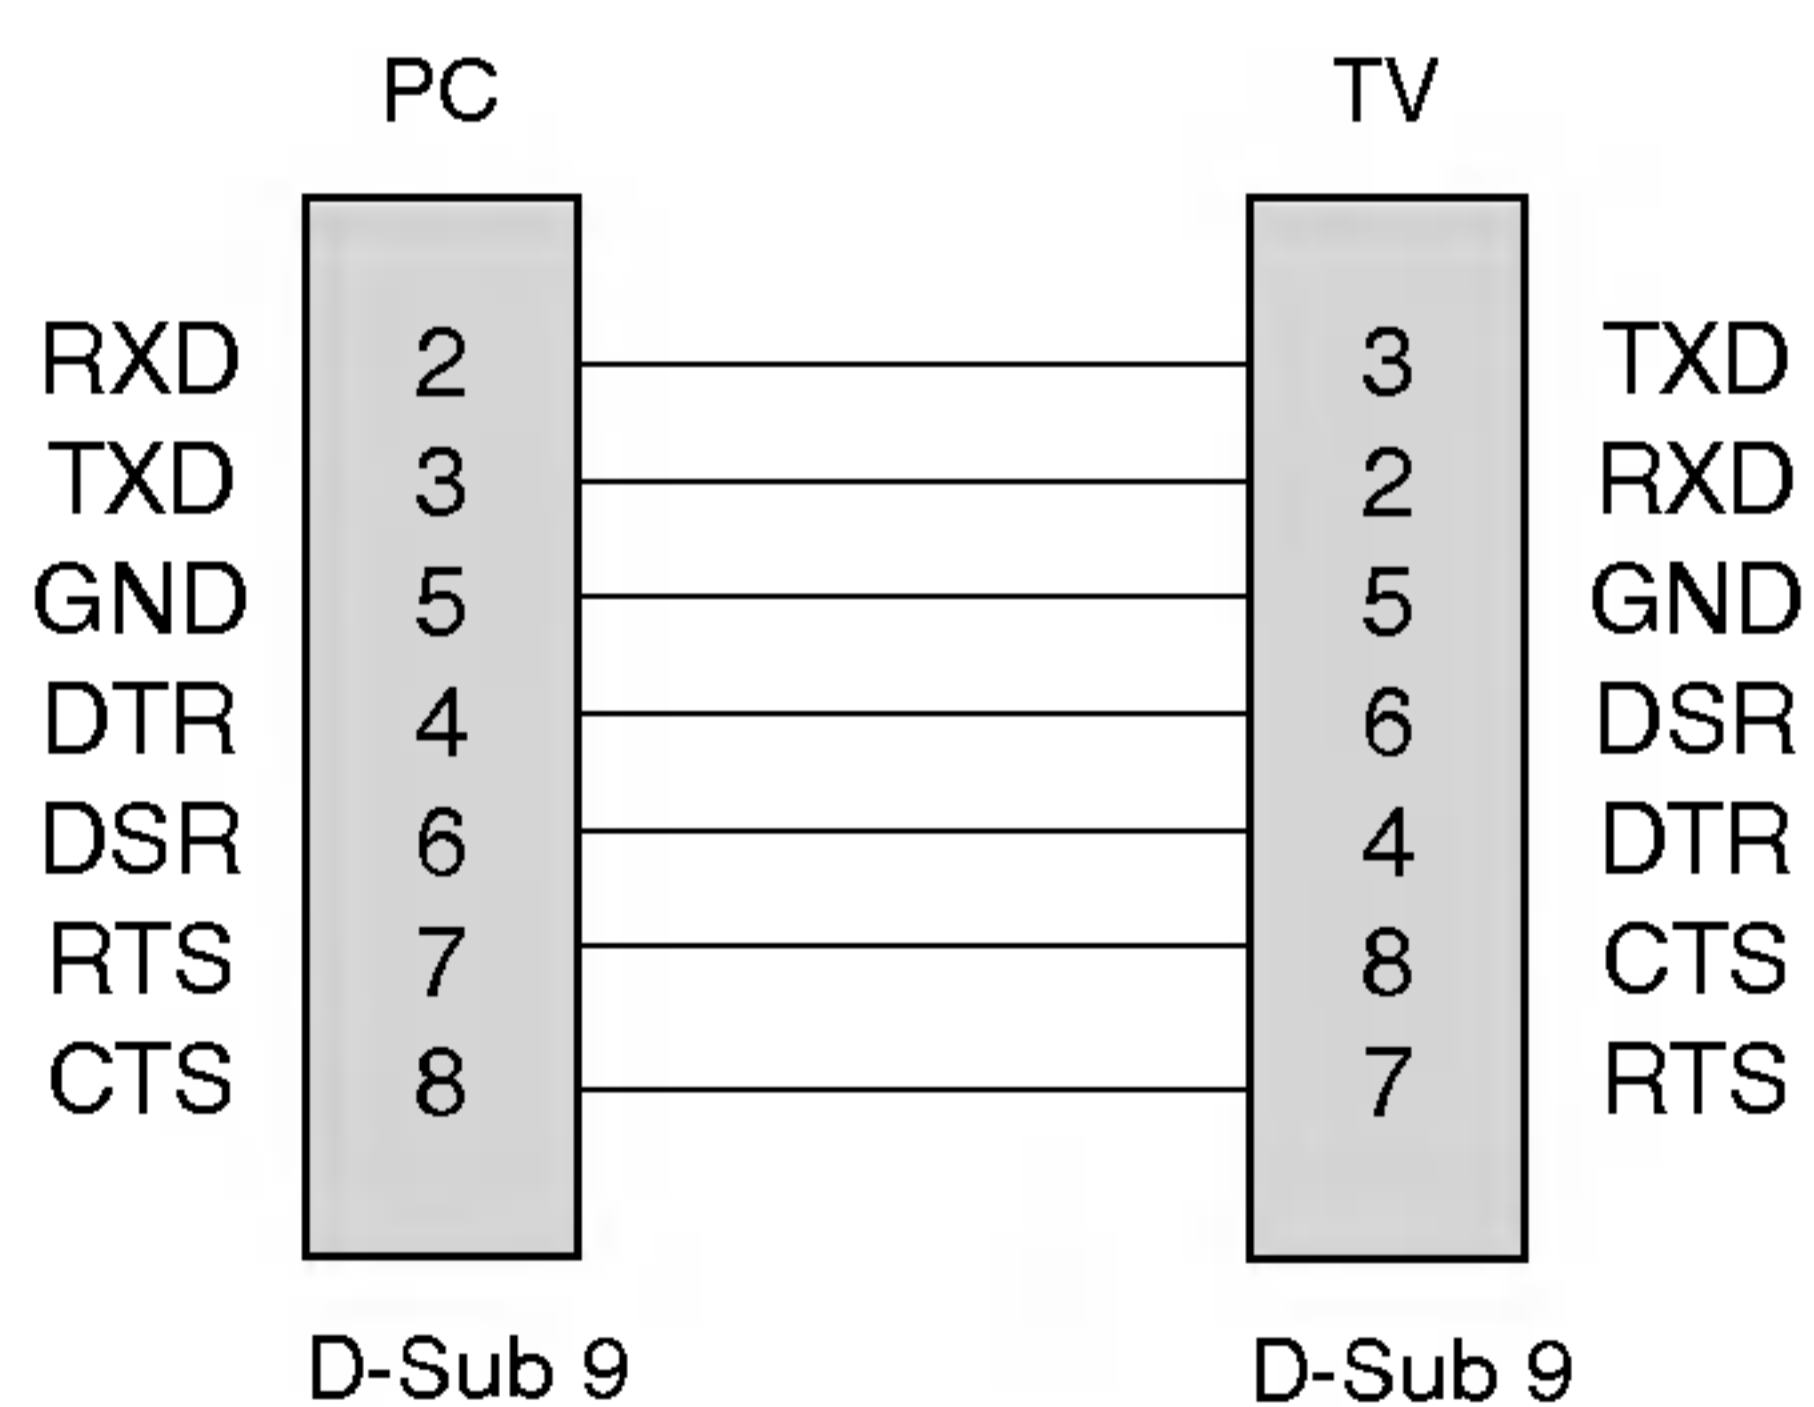 PC TV
RXD 2 3 TXD
TXD 3 2 RXD
GND 5 5 GND
DTR 4 6 DSR
DSR 6 4 DTR
RTS 7 8 CTS
CTS 8 7 RTS
D-Sub 9 D-Sub 9